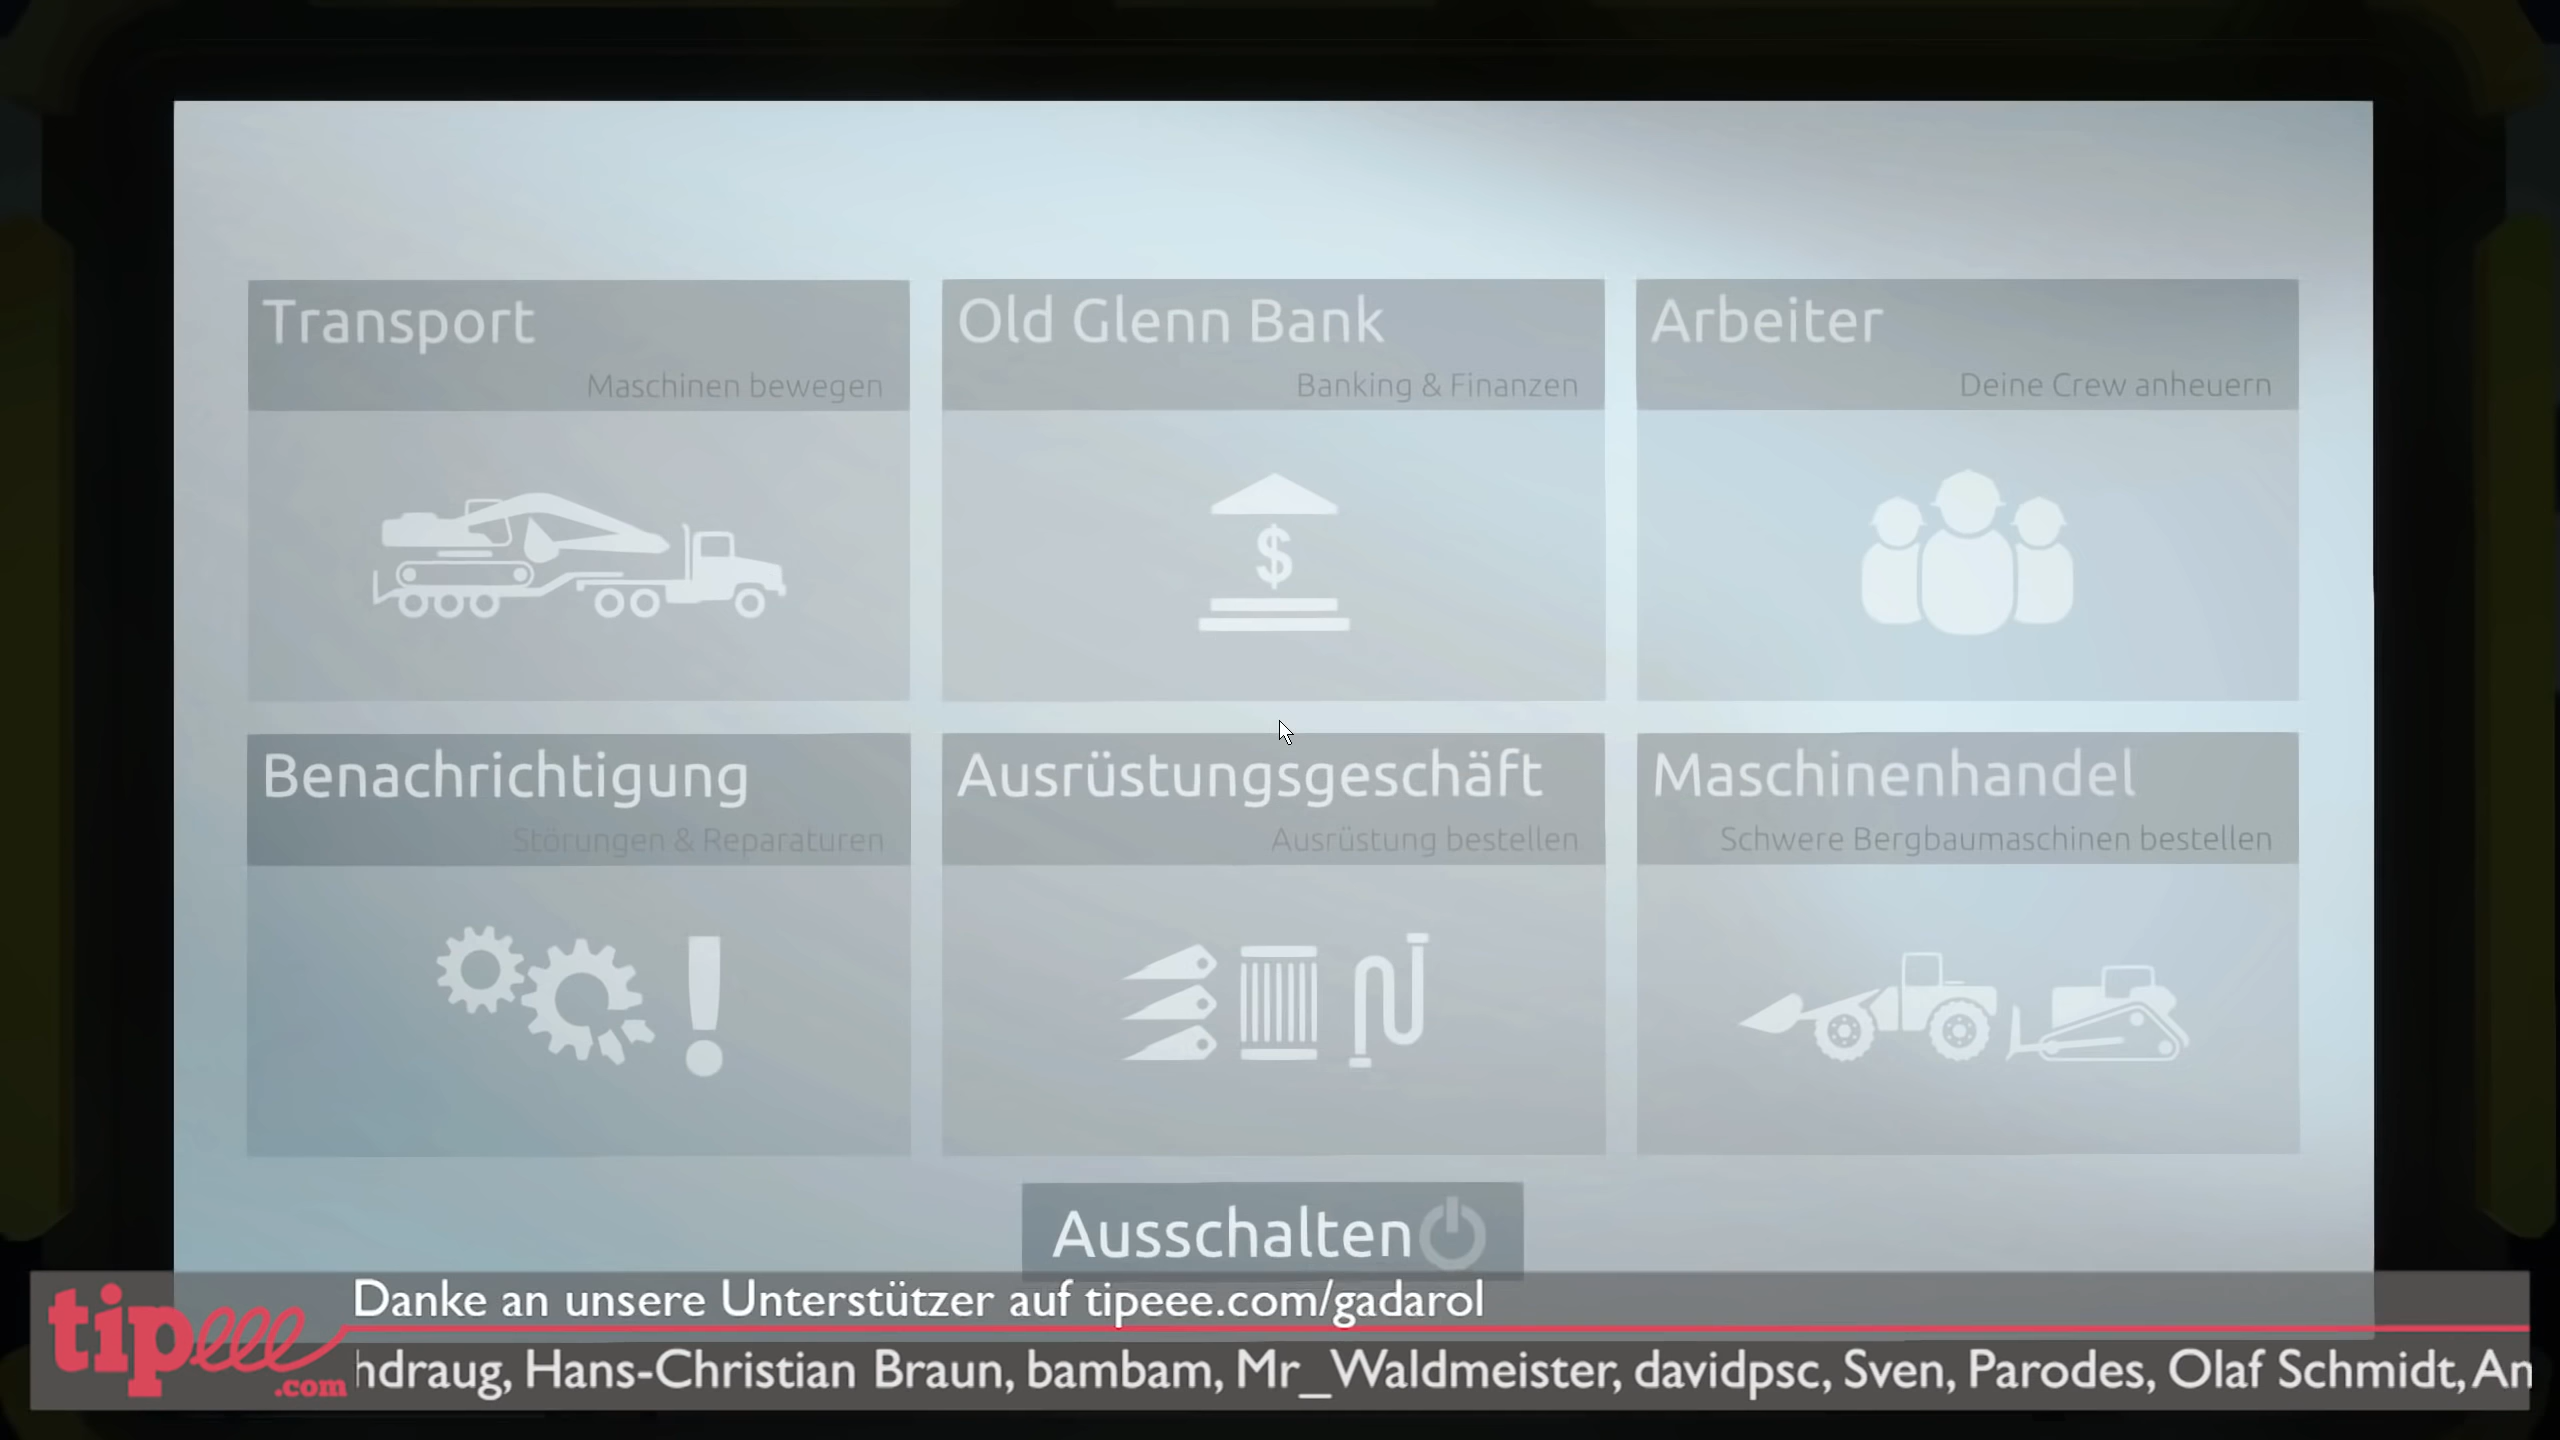 Transport
Maschinen bewegen
Old Glenn Bank
Banking & Finanzen
Arbeiter
Deine Crew anheuern
Benachrichtigung
Störungen & Reparaturen
Ausrüstungsgeschäft
Ausrüstung bestellen
Maschinenhandel
Schwere Bergbaumaschinen bestellen
Ausschalten
tipeee.com
Danke an unsere Unterstützer auf tipeee.com/gadarol
hdraug, Hans-Christian Braun, bambam, Mr_Waldmeister, davidpsc, Sven, Parodes, Olaf Schmidt, An